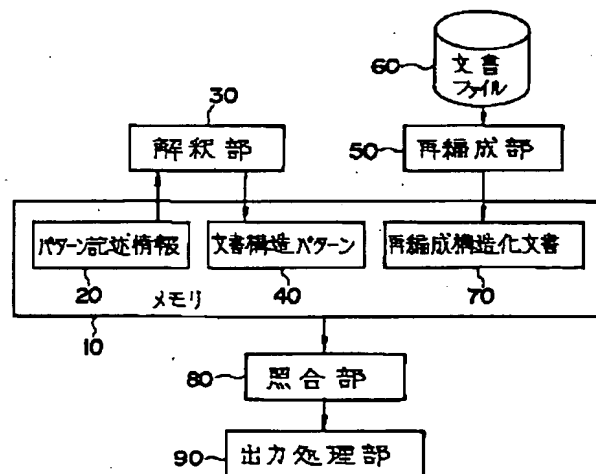 60
文書
ファイル
30
解釈部
50
再編成部
パターン記述情報
文書構造パターン
再編成構造化文書
20
メモリ
40
70
10
80
照合部
90
出力処理部